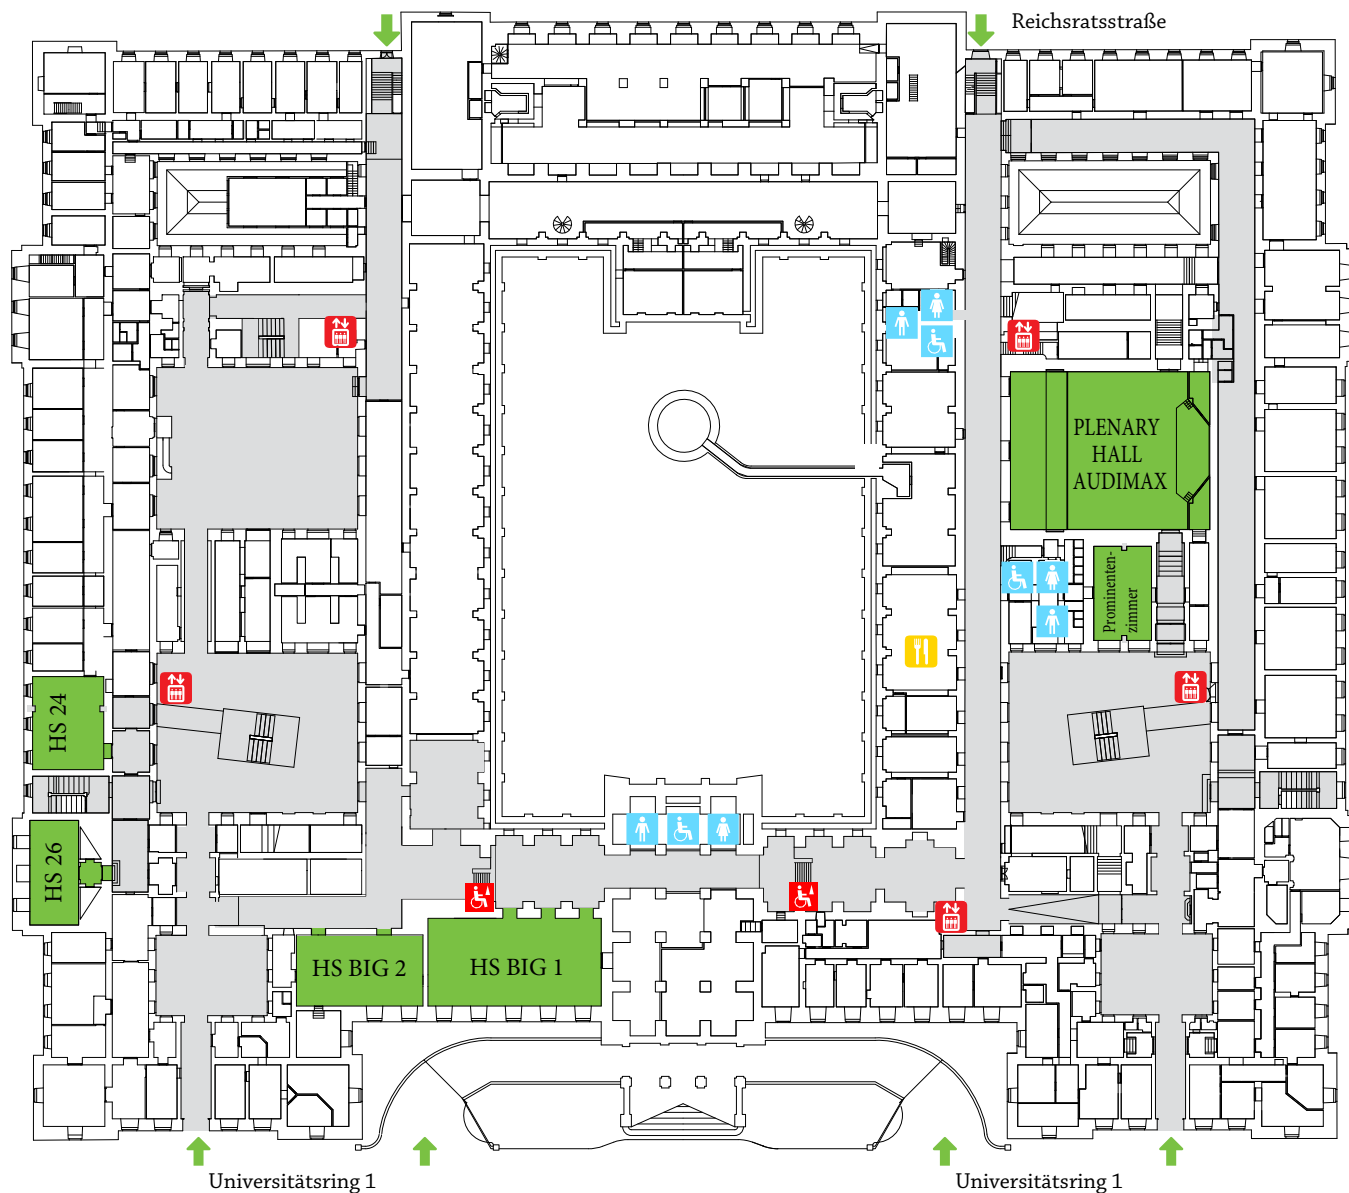 Reichsratsstraße
PLENARY
HALL
AUDIMAX
Prominenten-
zimmer
HS 24
HS 26
HS BIG 2
HS BIG 1
Universitätsring 1
Universitätsring 1